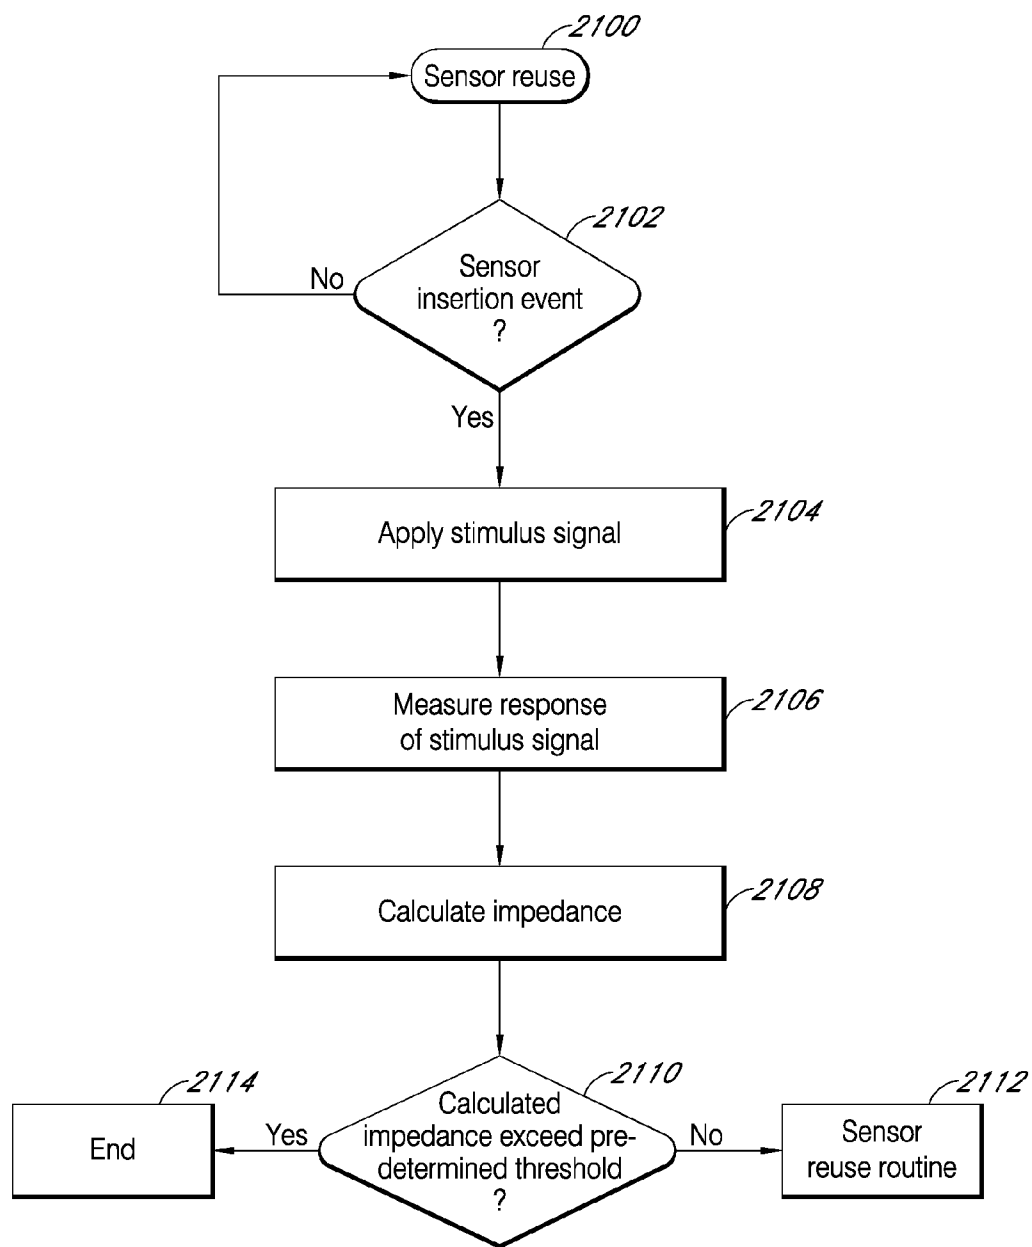 2100
Sensor reuse
2102
Sensor
insertion event
?
No
Yes
2104
Apply stimulus signal
2106
Measure response
of stimulus signal
2108
Calculate impedance
2110
Calculated
impedance exceed pre-
determined threshold
?
Yes
2114
End
No
2112
Sensor
reuse routine